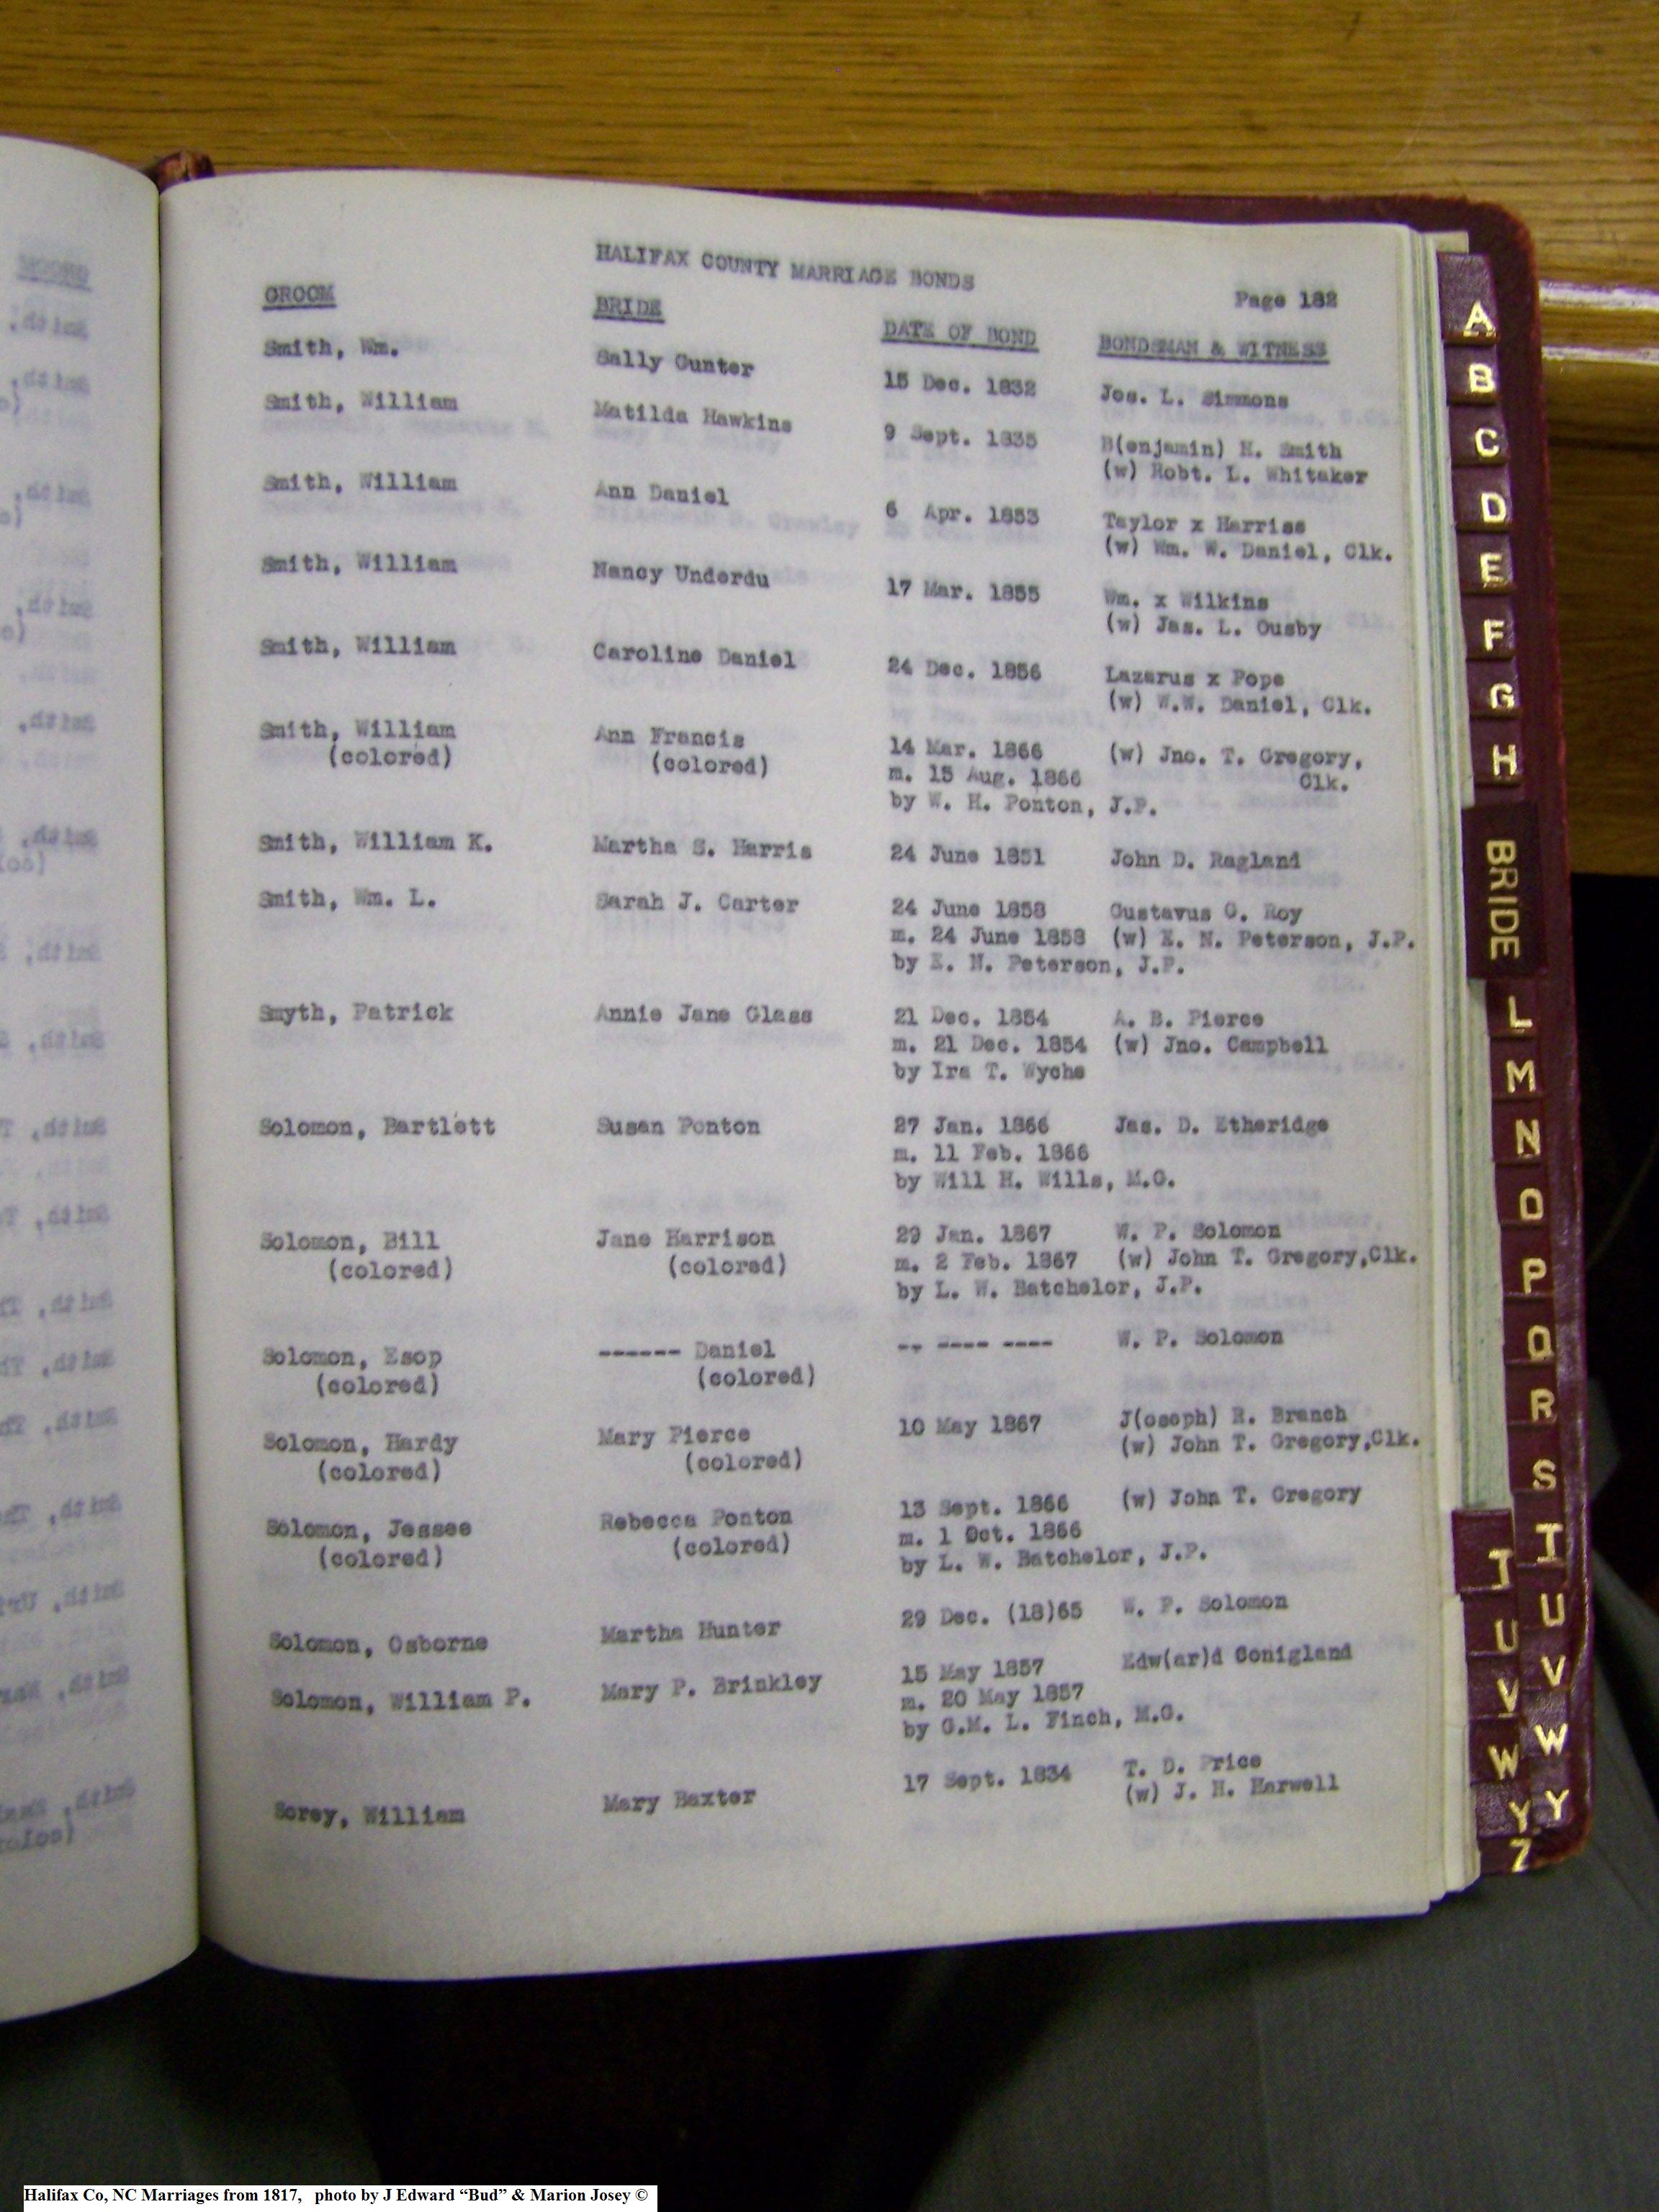 HALIFAX COUNTY MARRIAGE BONDS
Page 182
GROOM BRIDE DATE OF BOND BONDSMAN & WITNESS
Smith, Wm. Sally Gunter 15 Dec. 1832 Jos. L. Simmons
Smith, William Matilda Hawkins 9 Sept. 1835 B(enjamin) H. Smith
(w) Robt. L. Whitaker
Smith, William Ann Daniel 6 Apr. 1853 Taylor x Harriss
(w) Wm. W. Daniel, Clk.
Smith, William Nancy Underdu 17 Mar. 1855 Wm. x Wilkins
(w) Jas. L. Ousby
Smith, William Caroline Daniel 24 Dec. 1856 Lazarus x Pope
(w) W.W. Daniel, Clk.
Smith, William Ann Francis 14 Mar. 1866 (w) Jno. T. Gregory,
(colored) (colored) m. 15 Aug. 1866 Clk.
by W. H. Ponton, J.P.
Smith, William K. Martha S. Harris 24 June 1851 John D. Ragland
Smith, Wm. L. Sarah J. Carter 24 June 1858 Gustavus G. Roy
m. 24 June 1858 (w) E. N. Peterson, J.P.
by E. N. Peterson, J.P.
Smyth, Patrick Annie Jane Glass 21 Dec. 1854 A. B. Pierce
m. 21 Dec. 1854 (w) Jno. Campbell
by Ira T. Wyche
Solomon, Bartlett Susan Ponton 27 Jan. 1866 Jas. D. Etheridge
m. 11 Feb. 1866
by Will H. Wills, M.G.
Solomon, Bill Jane Harrison 29 Jan. 1867 W. P. Solomon
(colored) (colored) m. 2 Feb. 1867 (w) John T. Gregory,Clk.
by L. W. Batchelor, J.P.
Solomon, Esop ------ Daniel -- ---- ---- W. P. Solomon
(colored) (colored)
Solomon, Hardy Mary Pierce 10 May 1867 J(oseph) R. Branch
(colored) (colored) (w) John T. Gregory,Clk.
Solomon, Jessee Rebecca Ponton 13 Sept. 1866 (w) John T. Gregory
(colored) (colored) m. 1 Oct. 1866
by L. W. Batchelor, J.P.
Solomon, Osborne Martha Hunter 29 Dec. (18)65 W. P. Solomon
Solomon, William P. Mary P. Brinkley 15 May 1857 Edw(ar)d Conigland
m. 20 May 1857
by G.M. L. Finch, M.G.
Sorey, William Mary Baxter 17 Sept. 1834 T. D. Price
(w) J. H. Harwell
A
B
C
D
E
F
G
H
BRIDE
L
M
N
O
P
Q
R
S
T T
U U
V V
W W
Y Y
Z
Halifax Co, NC Marriages from 1817, photo by J Edward “Bud” & Marion Josey ©